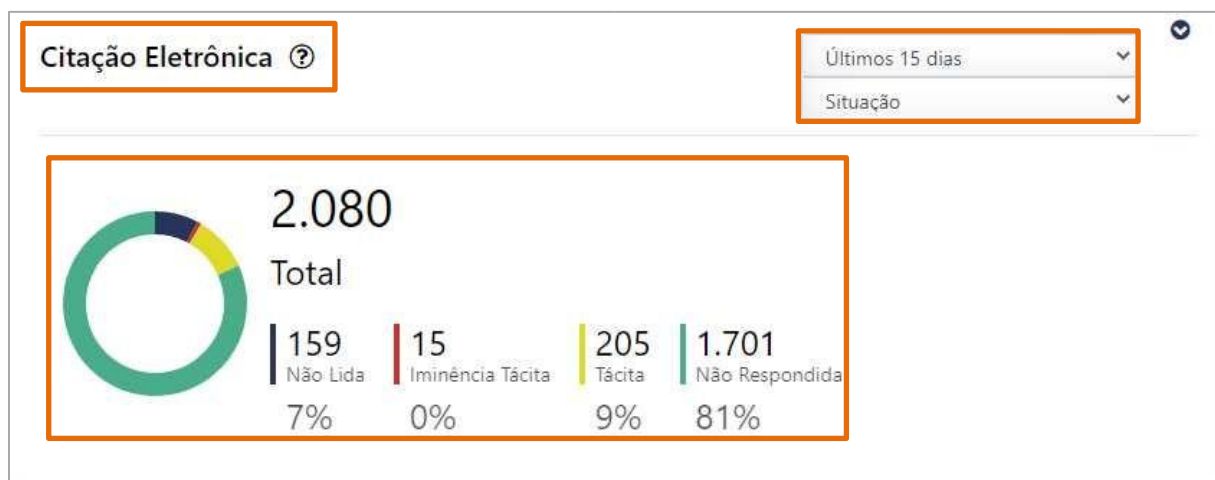 Citação Eletrônica ?
Últimos 15 dias
Situação
2.080
Total
159 15 205 1.701
Não Lida Iminência Tácita Tácita Não Respondida
7% 0% 9% 81%